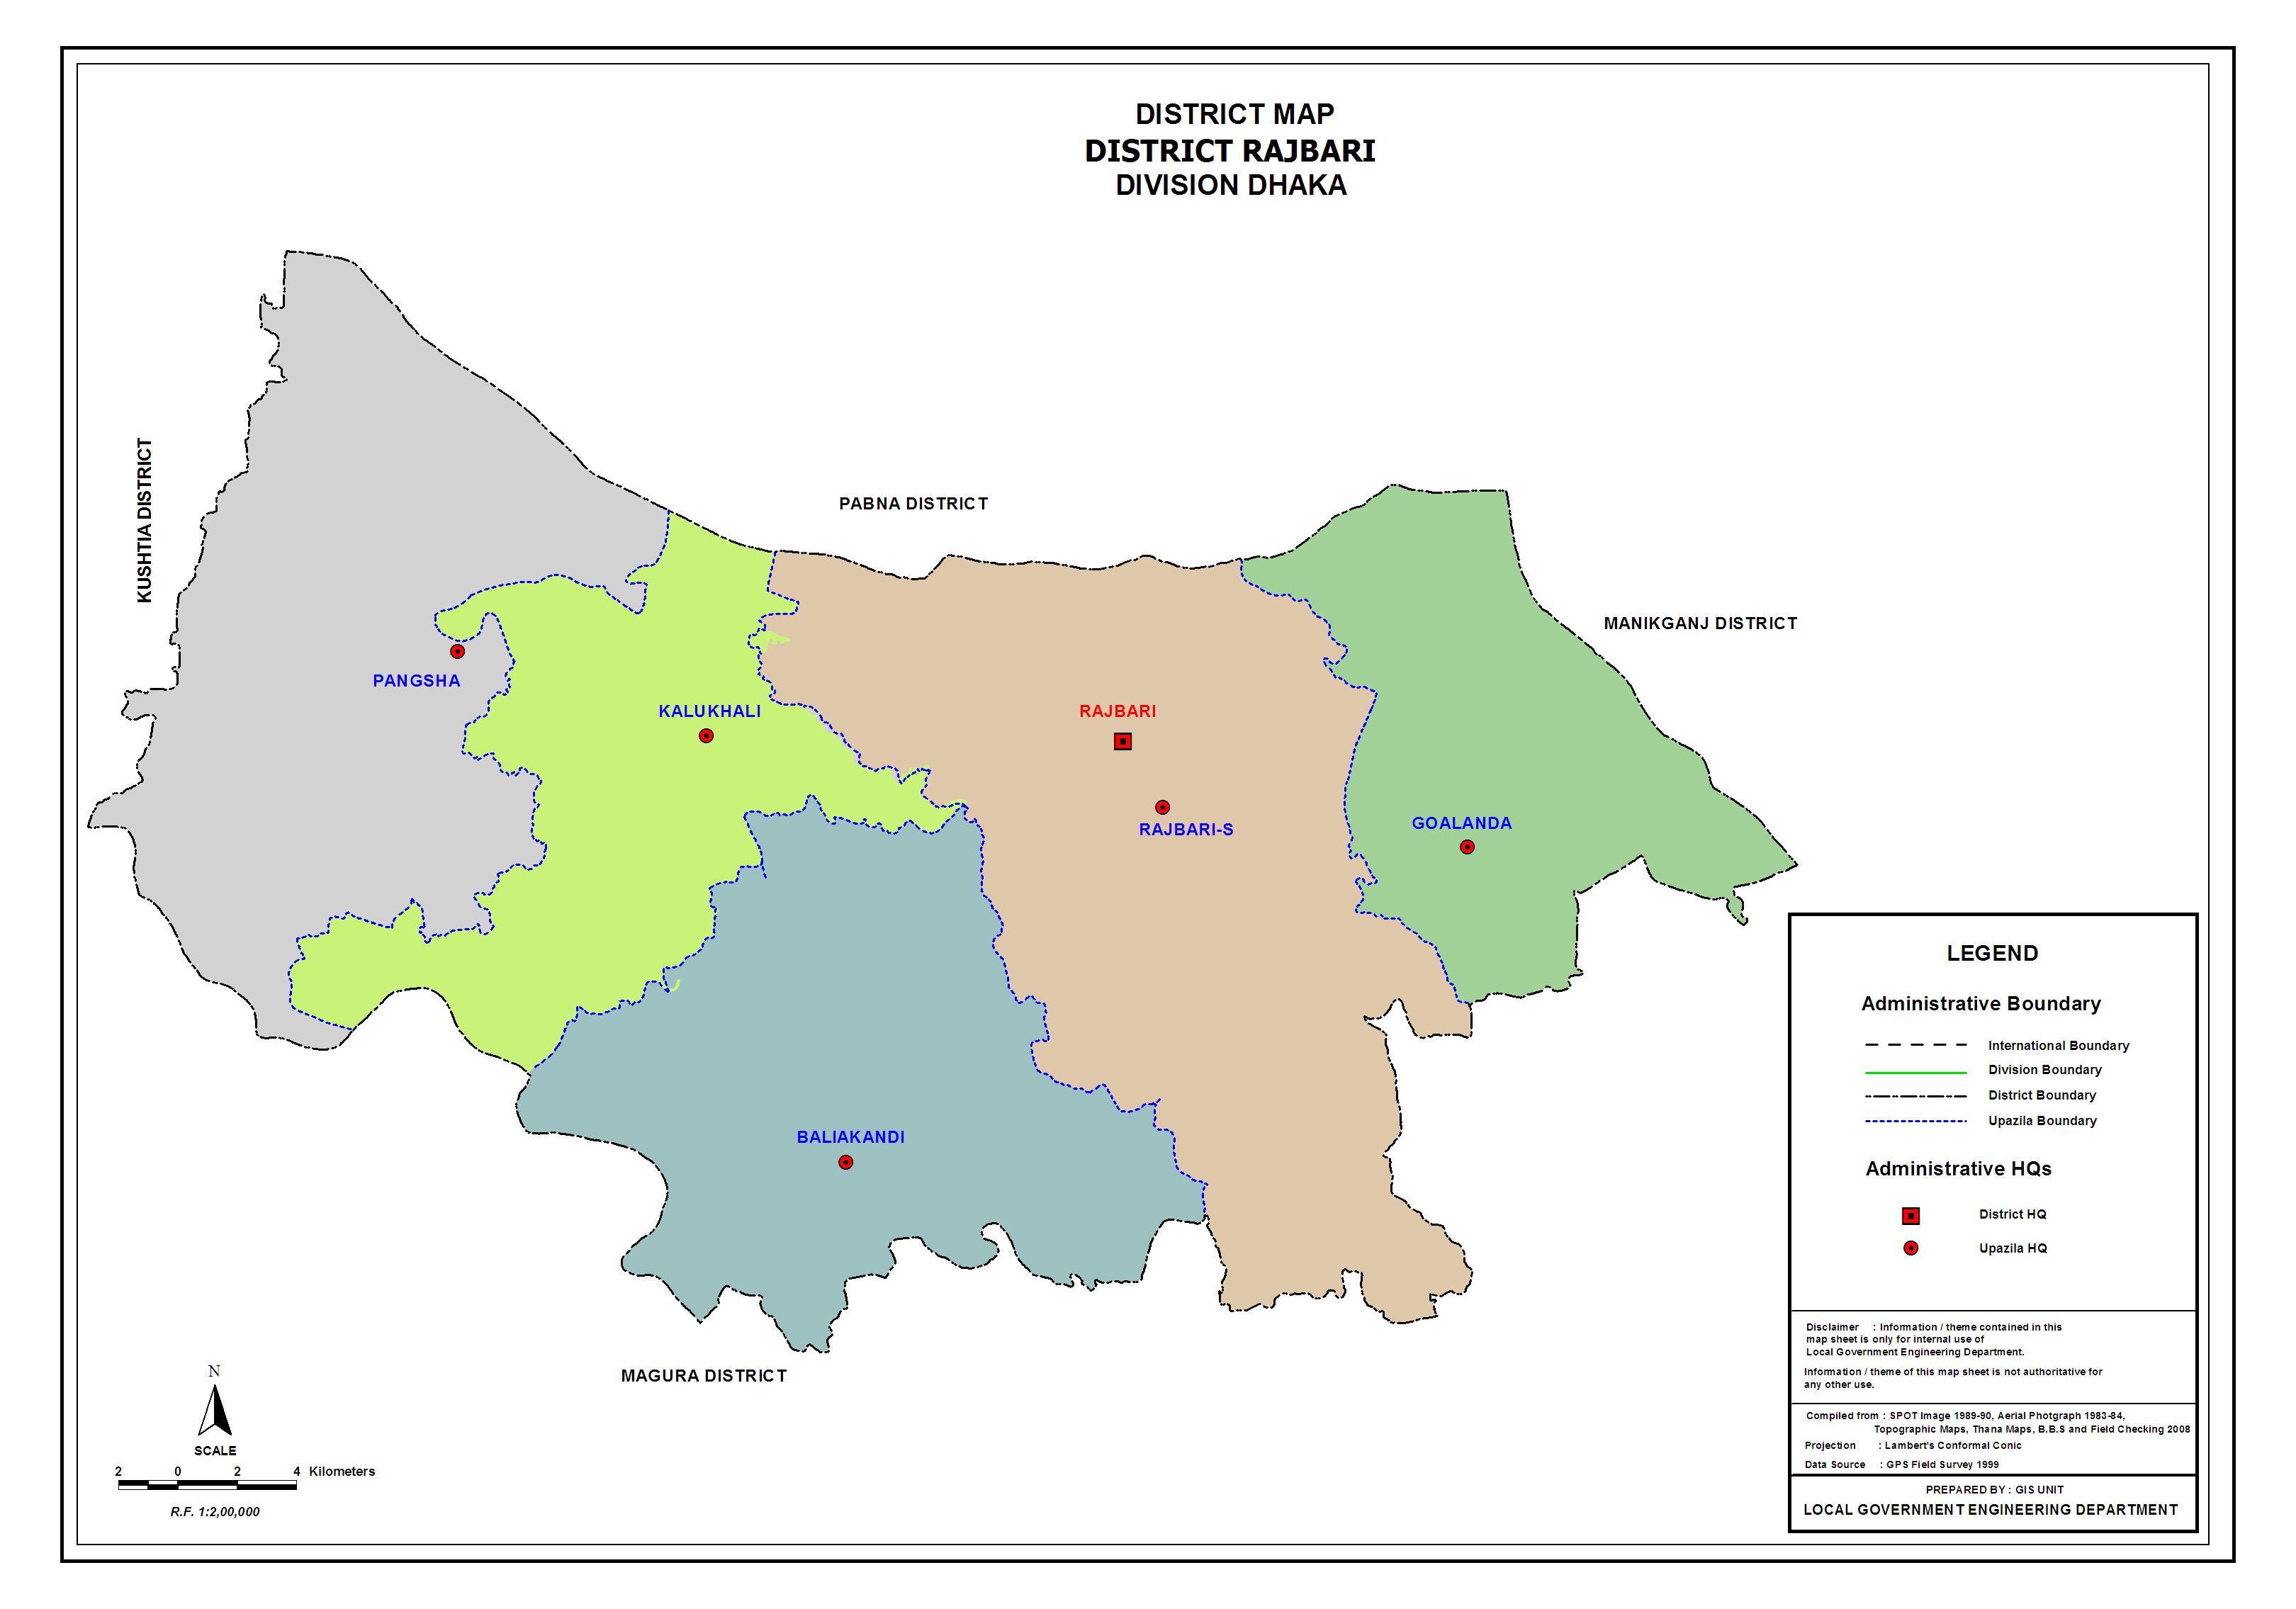 DISTRICT MAP
DISTRICT RAJBARI
DIVISION DHAKA
KUSHTIA DISTRICT
PABNA DISTRICT
MANIKGANJ DISTRICT
PANGSHA
KALUKHALI
RAJBARI
RAJBARI-S
GOALANDA
BALIAKANDI
MAGURA DISTRICT
N
SCALE
2 0 2 4 Kilometers
R.F. 1:2,00,000
LEGEND
Administrative Boundary
International Boundary
Division Boundary
District Boundary
Upazila Boundary
Administrative HQs
District HQ
Upazila HQ
Disclaimer : Information / theme contained in this
map sheet is only for internal use of
Local Government Engineering Department.
Information / theme of this map sheet is not authoritative for
any other use.
Compiled from : SPOT Image 1989-90, Aerial Photgraph 1983-84,
Topographic Maps, Thana Maps, B.B.S and Field Checking 2008
Projection : Lambert's Conformal Conic
Data Source : GPS Field Survey 1999
PREPARED BY : GIS UNIT
LOCAL GOVERNMENT ENGINEERING DEPARTMENT